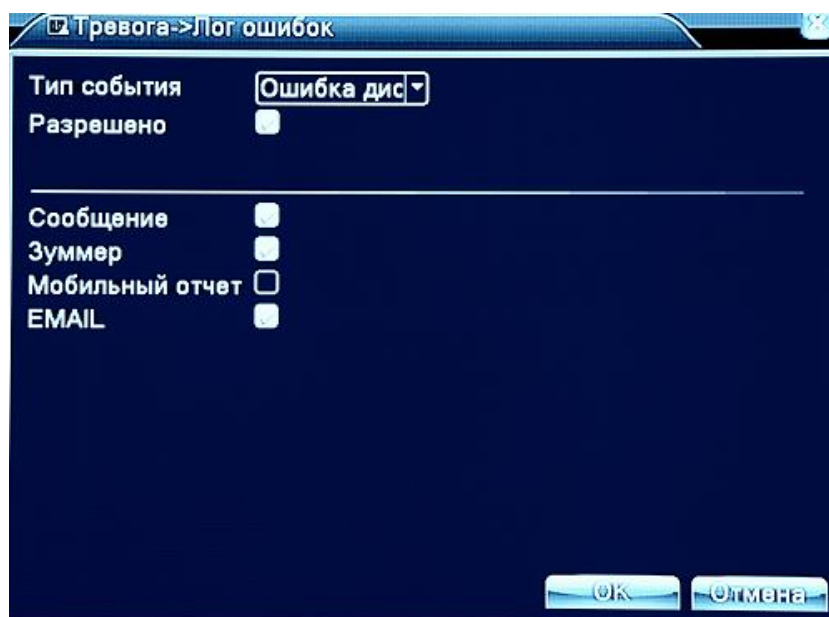 Тревога->Лог ошибок
Тип события Ошибка дис
Разрешено
Сообщение
Зуммер
Мобильный отчет
EMAIL
OK Отмена